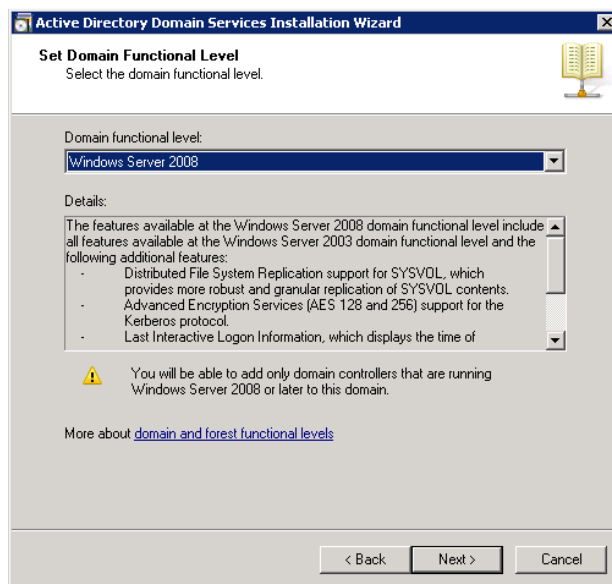 Active Directory Domain Services Installation Wizard
Set Domain Functional Level
Select the domain functional level.
Domain functional level:
Windows Server 2008
Details:
The features available at the Windows Server 2008 domain functional level include
all features available at the Windows Server 2003 domain functional level and the
following additional features:
- Distributed File System Replication support for SYSVOL, which
provides more robust and granular replication of SYSVOL contents.
- Advanced Encryption Services (AES 128 and 256) support for the
Kerberos protocol.
- Last Interactive Logon Information, which displays the time of
You will be able to add only domain controllers that are running
Windows Server 2008 or later to this domain.
More about domain and forest functional levels
< Back Next > Cancel